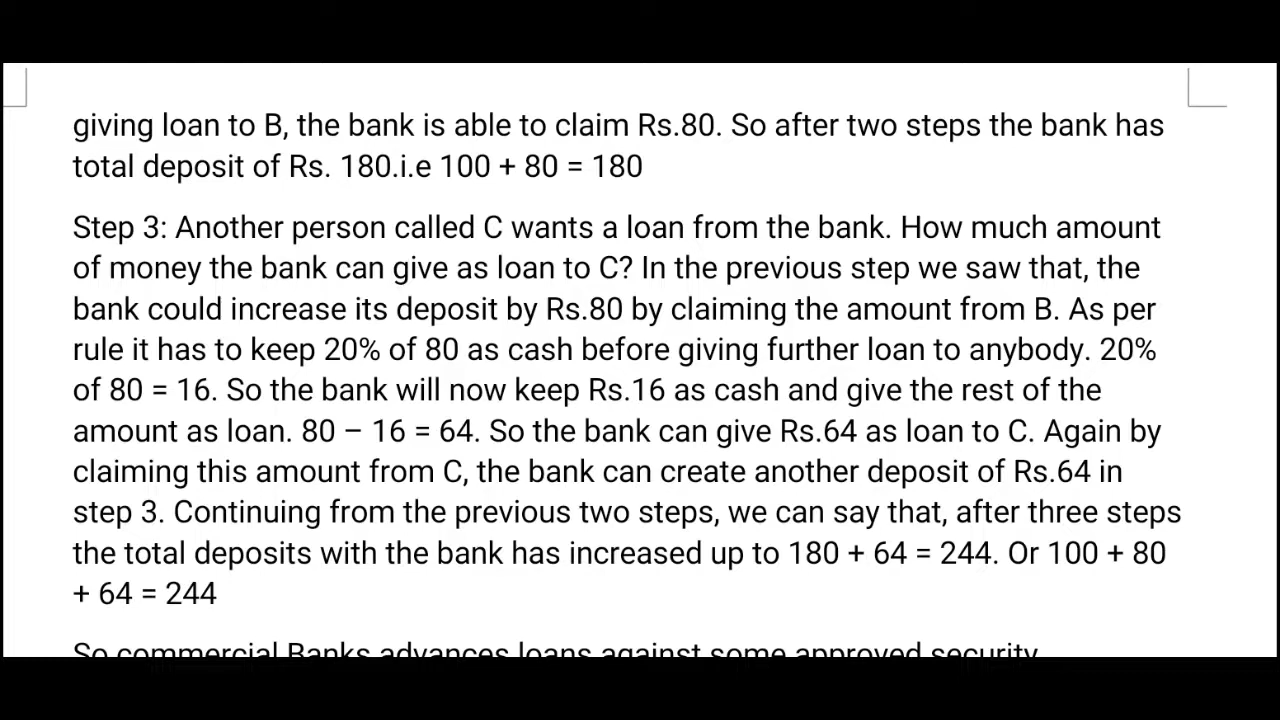 giving loan to B, the bank is able to claim Rs.80. So after two steps the bank has
total deposit of Rs. 180.i.e 100 + 80 = 180
Step 3: Another person called C wants a loan from the bank. How much amount
of money the bank can give as loan to C? In the previous step we saw that, the
bank could increase its deposit by Rs.80 by claiming the amount from B. As per
rule it has to keep 20% of 80 as cash before giving further loan to anybody. 20%
of 80 = 16. So the bank will now keep Rs.16 as cash and give the rest of the
amount as loan. 80 – 16 = 64. So the bank can give Rs.64 as loan to C. Again by
claiming this amount from C, the bank can create another deposit of Rs.64 in
step 3. Continuing from the previous two steps, we can say that, after three steps
the total deposits with the bank has increased up to 180 + 64 = 244. Or 100 + 80
+ 64 = 244
So commercial Banks advances loans against some approved security